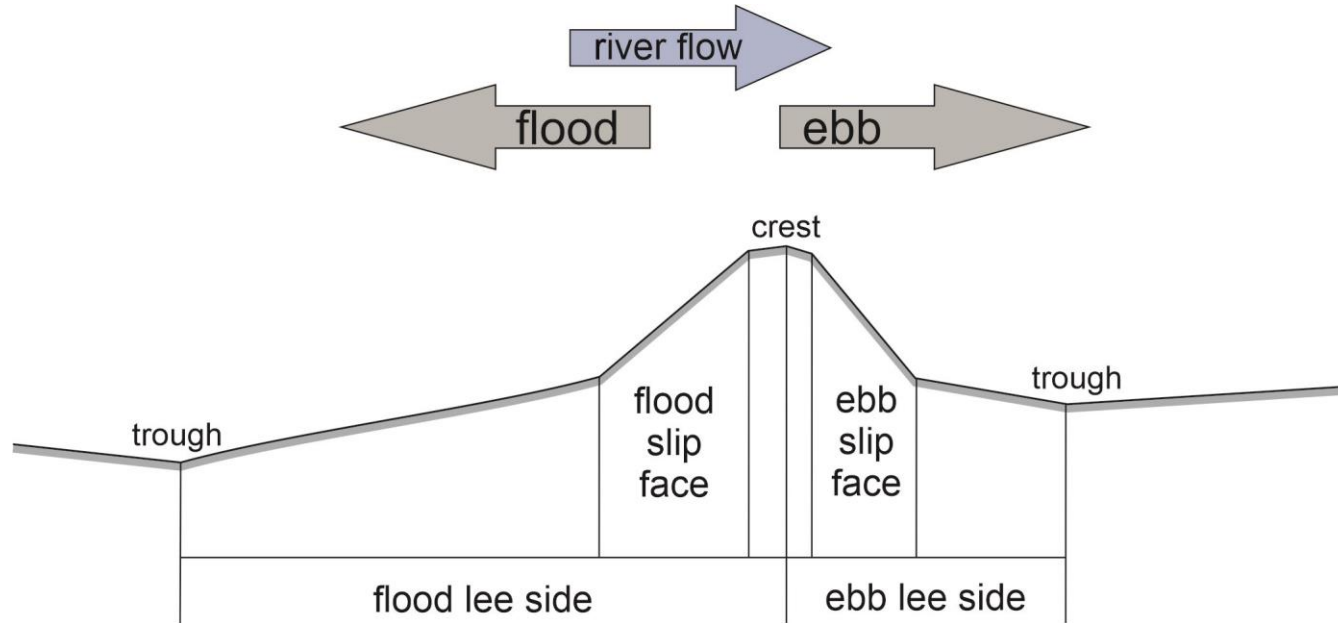 river flow
flood
ebb
crest
trough
trough
flood
slip
face
ebb
slip
face
flood lee side
ebb lee side